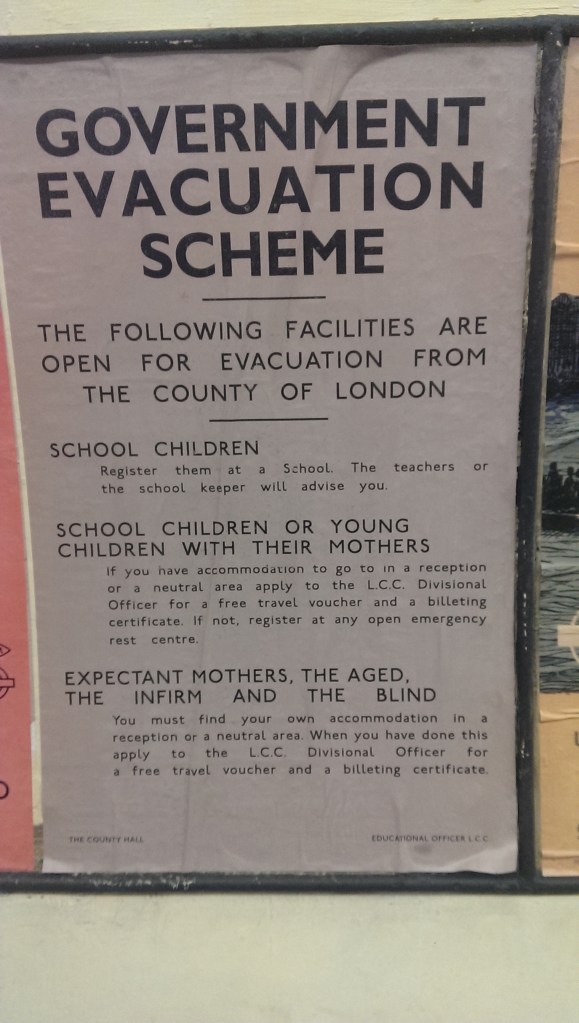 GOVERNMENT
EVACUATION
SCHEME
THE FOLLOWING FACILITIES ARE
OPEN FOR EVACUATION FROM
THE COUNTY OF LONDON
SCHOOL CHILDREN
Register them at a School. The teachers or
the school keeper will advise you.
SCHOOL CHILDREN OR YOUNG
CHILDREN WITH THEIR MOTHERS
If you have accommodation to go to in a reception
or a neutral area apply to the L.C.C. Divisional
Officer for a free travel voucher and a billeting
certificate. If not, register at any open emergency
rest centre.
EXPECTANT MOTHERS, THE AGED,
THE INFIRM AND THE BLIND
You must find your own accommodation in a
reception or a neutral area. When you have done this
apply to the L.C.C. Divisional Officer for
a free travel voucher and a billeting certificate.
THE COUNTY HALL
EDUCATIONAL OFFICER L.C.C.